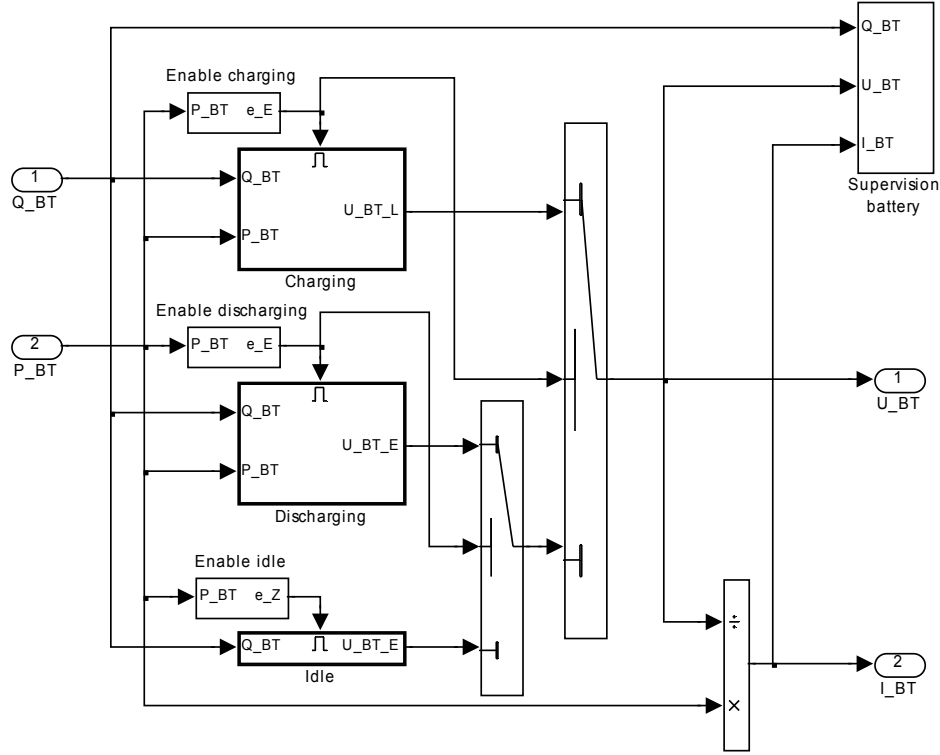 Q_BT
U_BT
I_BT
Supervision
battery
Enable charging
P_BT e_E
1
Q_BT
Q_BT
P_BT
U_BT_L
Charging
Enable discharging
P_BT e_E
2
P_BT
Q_BT
P_BT
U_BT_E
Discharging
1
U_BT
Enable idle
P_BT e_Z
Q_BT U_BT_E
Idle
÷
×
2
I_BT